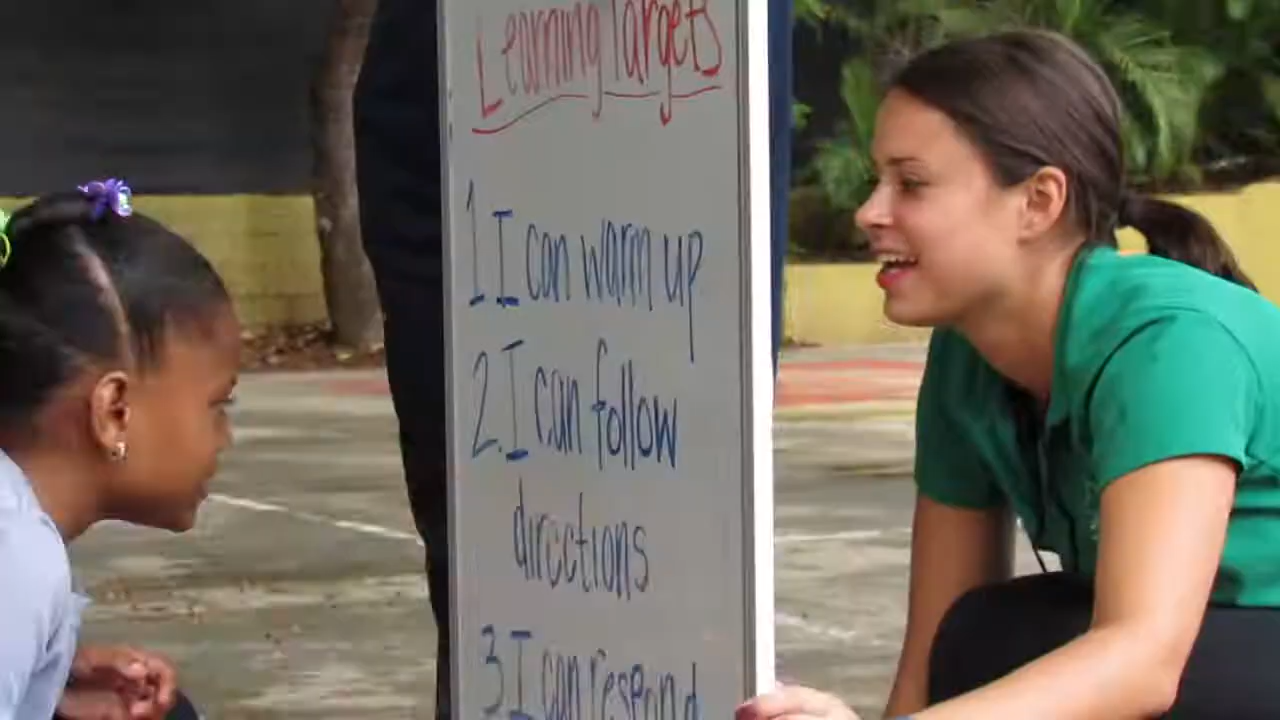 Learning Targets
1. I can warm up.
2. I can follow
directions
3 I can respond